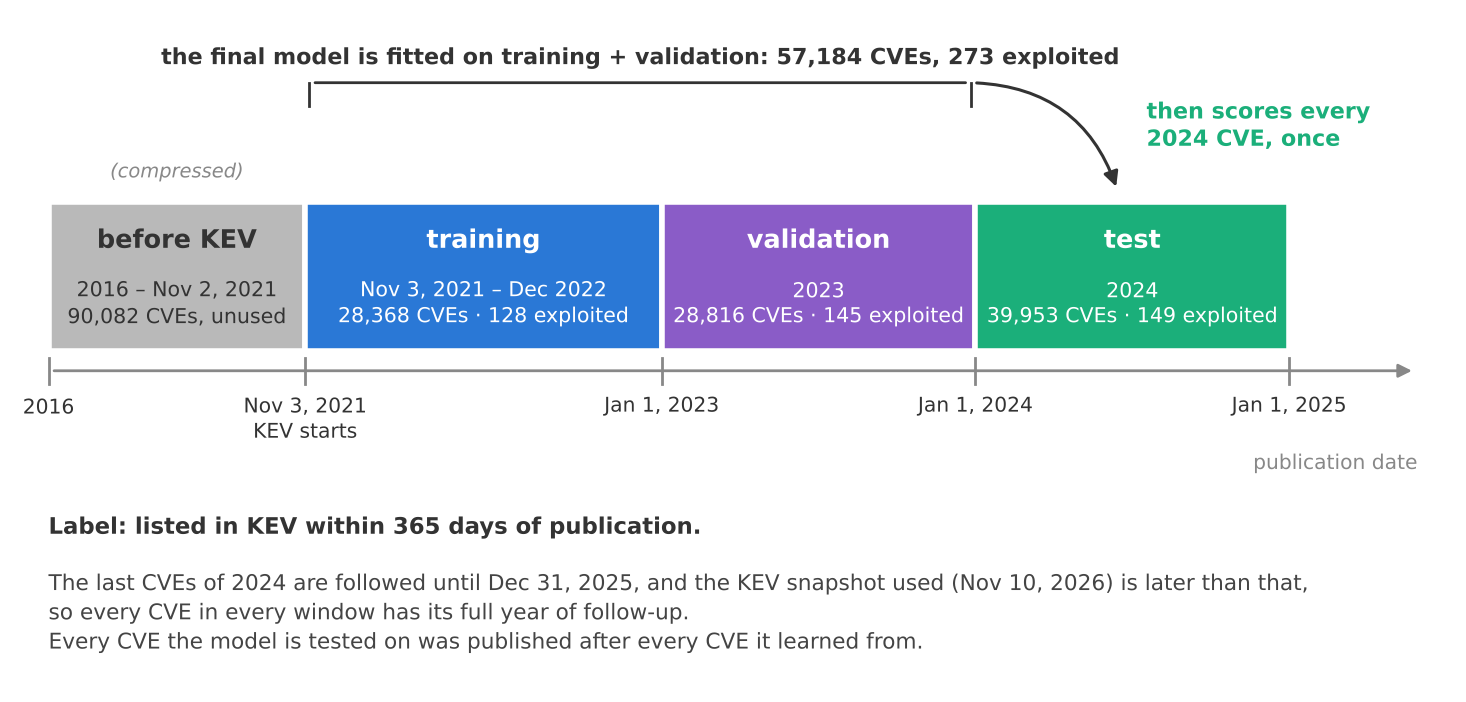 the final model is fitted on training + validation: 57,184 CVEs, 273 exploited
then scores every
2024 CVE, once
(compressed)
before KEV
2016 – Nov 2, 2021
90,082 CVEs, unused
training
Nov 3, 2021 – Dec 2022
28,368 CVEs · 128 exploited
validation
2023
28,816 CVEs · 145 exploited
test
2024
39,953 CVEs · 149 exploited
2016
Nov 3, 2021
KEV starts
Jan 1, 2023
Jan 1, 2024
Jan 1, 2025
publication date
Label: listed in KEV within 365 days of publication.
The last CVEs of 2024 are followed until Dec 31, 2025, and the KEV snapshot used (Nov 10, 2026) is later than that,
so every CVE in every window has its full year of follow-up.
Every CVE the model is tested on was published after every CVE it learned from.